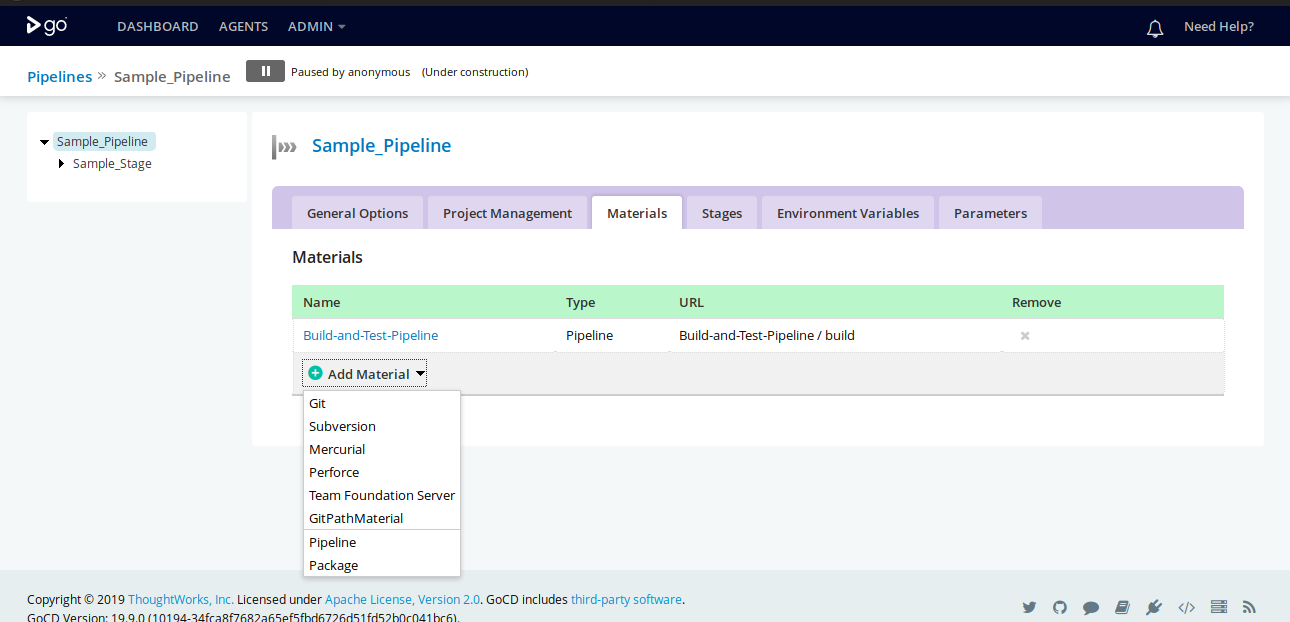 go DASHBOARD AGENTS ADMIN Need Help?
Pipelines » Sample_Pipeline Paused by anonymous (Under construction)
Sample_Pipeline
Sample_Stage
Sample_Pipeline
General Options Project Management Materials Stages Environment Variables Parameters
Materials
Name Type URL Remove
Build-and-Test-Pipeline Pipeline Build-and-Test-Pipeline / build
Add Material
Git
Subversion
Mercurial
Perforce
Team Foundation Server
GitPathMaterial
Pipeline
Package
Copyright © 2019 ThoughtWorks, Inc. Licensed under Apache License, Version 2.0. GoCD includes third-party software.
GoCD Version: 19.9.0 (10194-34fca8f7682a65ef5fbd6726d51fd52b0c041bc6).